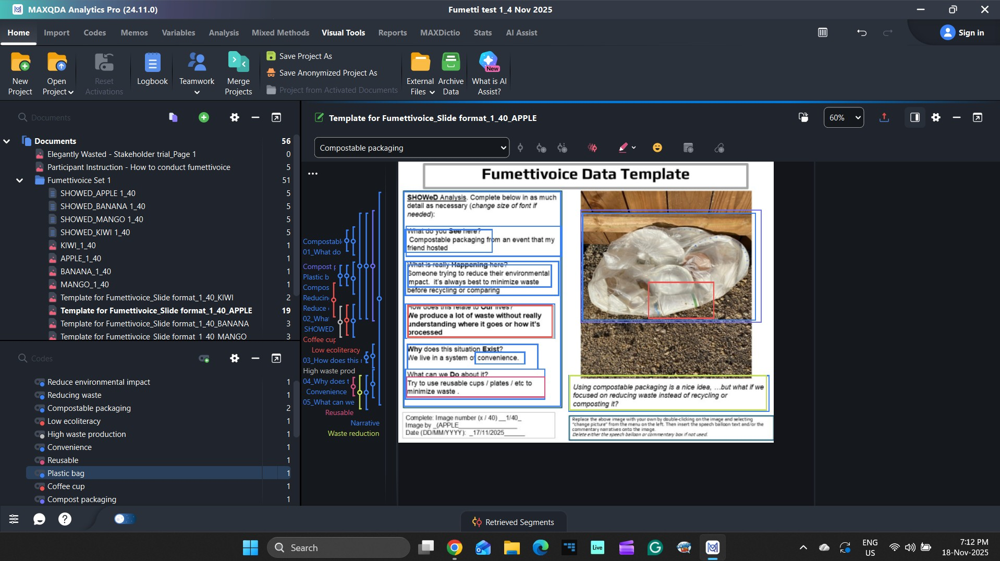 MAXQDA Analytics Pro (24.11.0)
Fumetti test 1_4 Nov 2025
Home Import Codes Memos Variables Analysis Mixed Methods Visual Tools Reports MAXDictio Stats AI Assist
Sign in
New Project
Open Project
Reset Activations
Logbook
Teamwork
Merge Projects
Save Project As
Save Anonymized Project As
Project from Activated Documents
External Files
Archive Data
New
What is AI Assist?
Documents
Documents 56
Elegantly Wasted - Stakeholder trial_Page 1 0
Participant Instruction - How to conduct fumettivoice 5
Fumettivoice Set 1 51
SHOWED_APPLE 1_40 5
SHOWED_BANANA 1_40 5
SHOWED_MANGO 1_40 5
SHOWED_KIWI 1_40 5
KIWI_1_40 1
APPLE_1_40 1
BANANA_1_40 1
MANGO_1_40 1
Template for Fumettivoice_Slide format_1_40_KIWI 2
Template for Fumettivoice_Slide format_1_40_APPLE 19
Template for Fumettivoice_Slide format_1_40_BANANA 3
Template for Fumettivoice_Slide format_1_40_MANGO 3
Codes
Reduce environmental impact 1
Reducing waste 1
Compostable packaging 2
Low ecoliteracy 1
High waste production 1
Convenience 1
Reusable 1
Plastic bag 1
Coffee cup 1
Compost packaging 1
Template for Fumettivoice_Slide format_1_40_APPLE
60%
Compostable packaging
...
Compostabl
01_What do
Compost p
Plastic b
Compos
Reducin
Reduce
02_What
SHOWED
Coffee cup
Low ecoliteracy
03_How does this r
High waste prod
04_Why does t
Convenience
05_What can we
Reusable
Narrative
Waste reduction
Fumettivoice Data Template
SHOWeD Analysis. Complete below in as much
detail as necessary (change size of font if
needed):
What do you See here?
Compostable packaging from an event that my
friend hosted
What is really Happening here?
Someone trying to reduce their environmental
impact. it's always best to minimize waste
before recycling or comparing
How does this relate to Our lives?
We produce a lot of waste without really
understanding where it goes or how it's
processed
Why does this situation Exist?
We live in a system of convenience.
What can we Do about it?
Try to use reusable cups / plates / etc to
minimize waste .
Complete: Image number (x / 40) __1/40_
Image by _(APPLE________________
Date (DD/MM/YYYY): _17/11/2025______
Using compostable packaging is a nice idea, …but what if we
focused on reducing waste instead of recycling or
composting it?
Replace the above image with your own by double-clicking on the image and selecting
"change picture" from the menu on the left. Then insert the speech balloon text and/or the
commentary narratives onto the image.
Delete either the speech balloon or commentary box if not used.
Retrieved Segments
Search
Live
ENG
US
7:12 PM
18-Nov-2025